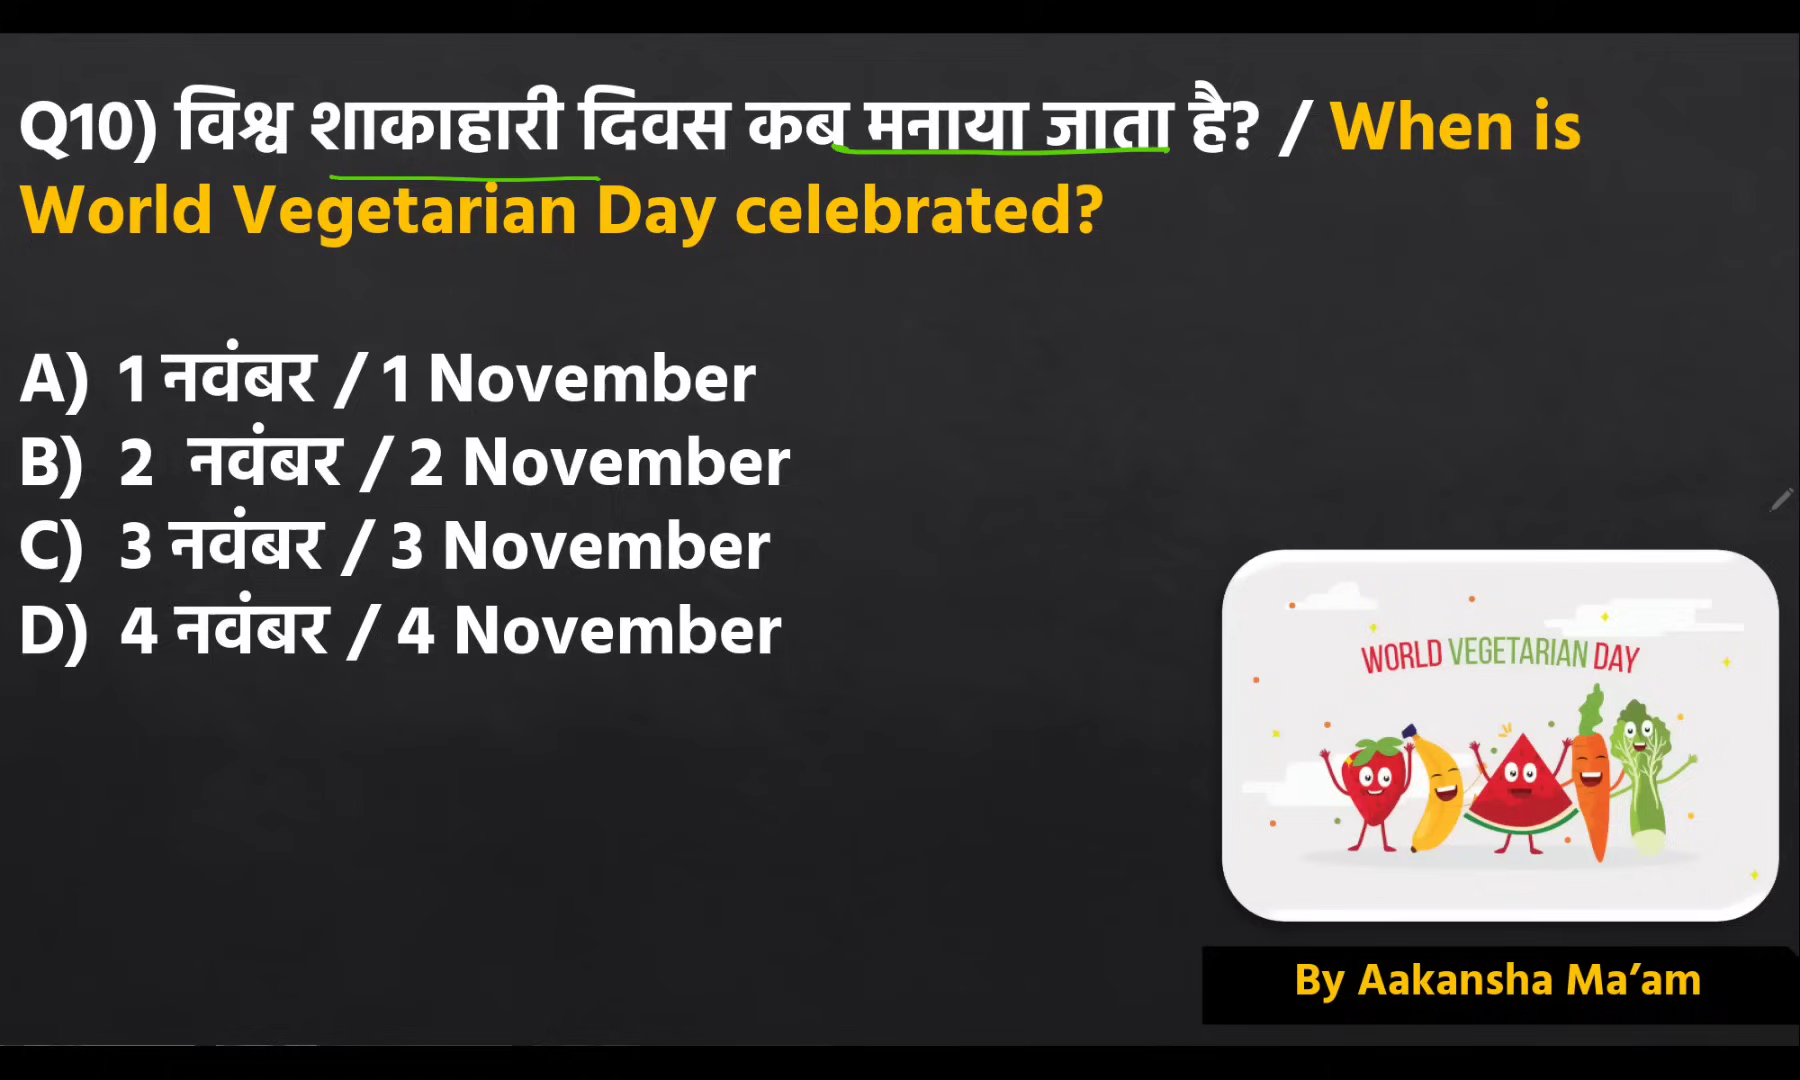 Q10) विश्व शाकाहारी दिवस कब मनाया जाता है? / When is
World Vegetarian Day celebrated?
A) 1 नवंबर / 1 November
B) 2 नवंबर / 2 November
C) 3 नवंबर / 3 November
D) 4 नवंबर / 4 November
WORLD VEGETARIAN DAY
By Aakansha Ma’am